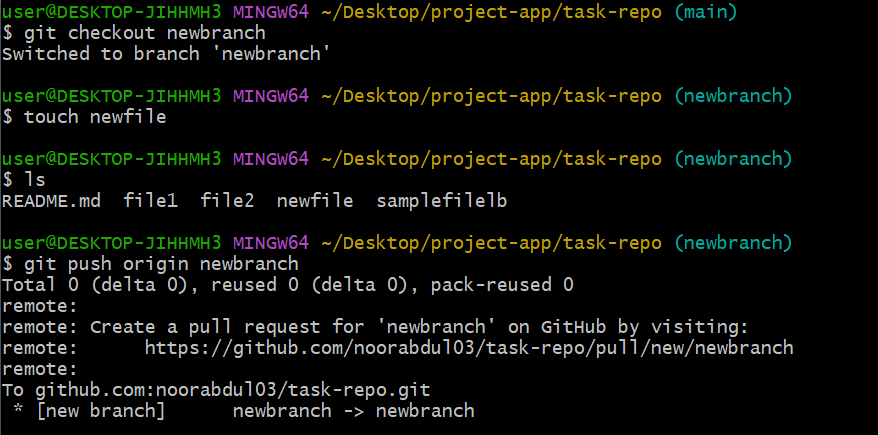 user@DESKTOP-JIHHMH3 MINGW64 ~/Desktop/project-app/task-repo (main)
$ git checkout newbranch
Switched to branch 'newbranch'
user@DESKTOP-JIHHMH3 MINGW64 ~/Desktop/project-app/task-repo (newbranch)
$ touch newfile
user@DESKTOP-JIHHMH3 MINGW64 ~/Desktop/project-app/task-repo (newbranch)
$ ls
README.md  file1  file2  newfile  samplefilelb
user@DESKTOP-JIHHMH3 MINGW64 ~/Desktop/project-app/task-repo (newbranch)
$ git push origin newbranch
Total 0 (delta 0), reused 0 (delta 0), pack-reused 0
remote:
remote: Create a pull request for 'newbranch' on GitHub by visiting:
remote:      https://github.com/noorabdul03/task-repo/pull/new/newbranch
remote:
To github.com:noorabdul03/task-repo.git
 * [new branch]      newbranch -> newbranch